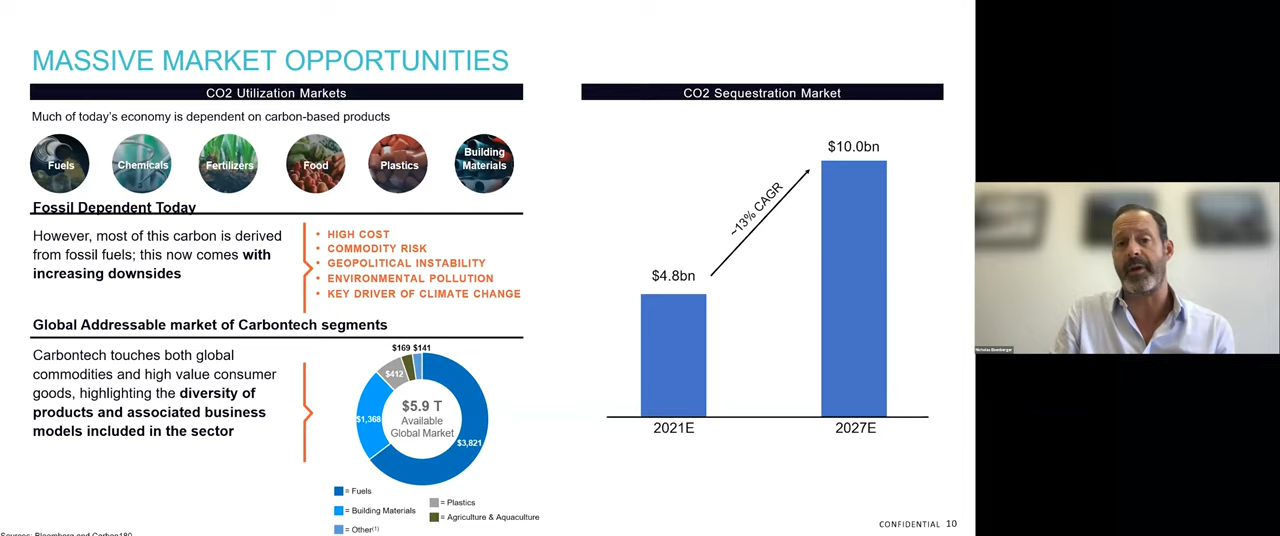 MASSIVE MARKET OPPORTUNITIES
CO2 Utilization Markets
Much of today's economy is dependent on carbon-based products
Fuels
Chemicals
Fertilizers
Food
Plastics
Building
Materials
Fossil Dependent Today
However, most of this carbon is derived
from fossil fuels; this now comes with
increasing downsides
• HIGH COST
• COMMODITY RISK
• GEOPOLITICAL INSTABILITY
• ENVIRONMENTAL POLLUTION
• KEY DRIVER OF CLIMATE CHANGE
Global Addressable market of Carbontech segments
Carbontech touches both global
commodities and high value consumer
goods, highlighting the diversity of
products and associated business
models included in the sector
$169 $141
$412
$1,368
$3,821
$5.9 T
Available
Global Market
= Fuels
= Building Materials
= Other(1)
= Plastics
= Agriculture & Aquaculture
Sources: Bloomberg and Carbon180
CO2 Sequestration Market
$10.0bn
~13% CAGR
$4.8bn
2021E
2027E
CONFIDENTIAL 10
Nicholas Eisenberger